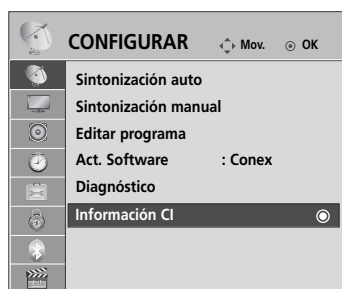 CONFIGURAR Mov. OK
Sintonización auto
Sintonización manual
Editar programa
Act. Software : Conex
Diagnóstico
Información CI